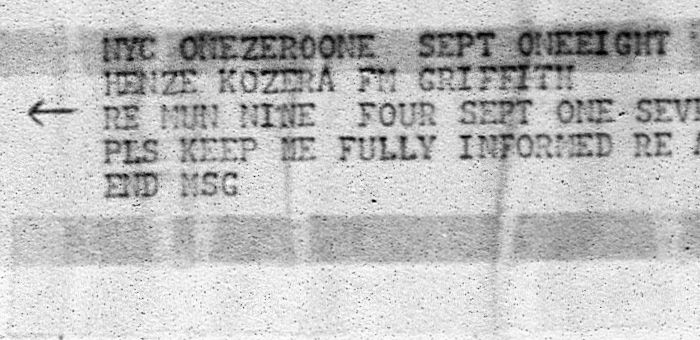 NYC ONEZEROONE SEPT ONEEIGHT
HENZE KOZERA FM GRIFFITH
RE MUN NINE FOUR SEPT ONE SEVE
PLS KEEP ME FULLY INFORMED RE A
END MSG